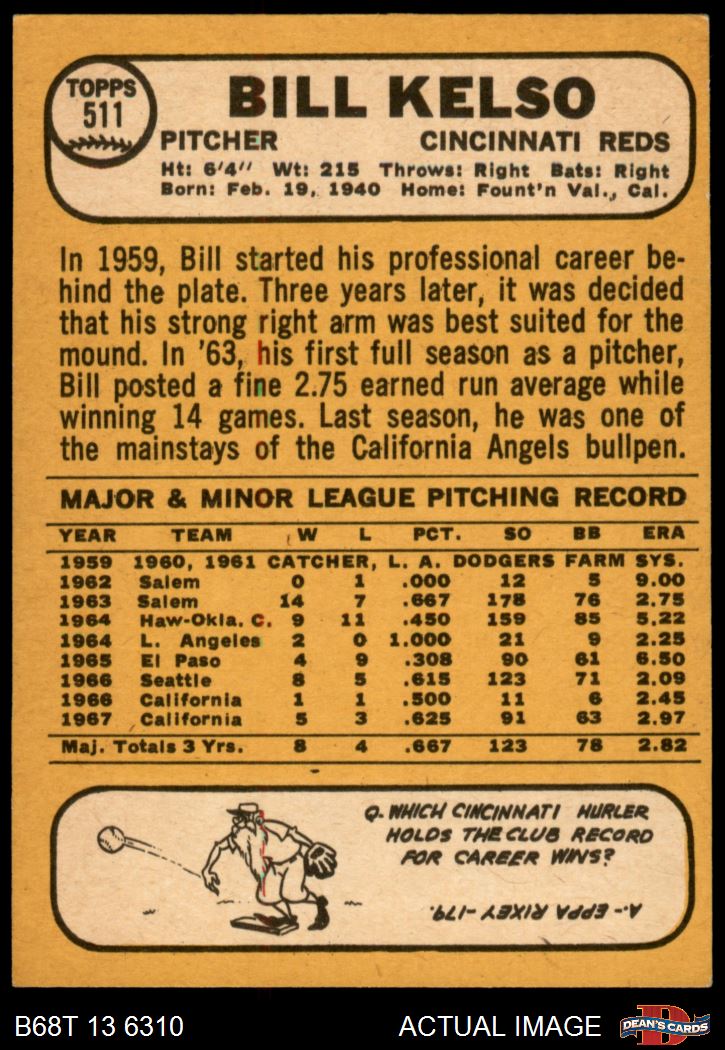 TOPPS
511
BILL KELSO
PITCHER CINCINNATI REDS
Ht: 6'4" Wt: 215 Throws: Right Bats: Right
Born: Feb. 19, 1940 Home: Fount'n Val., Cal.
In 1959, Bill started his professional career be-
hind the plate. Three years later, it was decided
that his strong right arm was best suited for the
mound. In '63, his first full season as a pitcher,
Bill posted a fine 2.75 earned run average while
winning 14 games. Last season, he was one of
the mainstays of the California Angels bullpen.
MAJOR & MINOR LEAGUE PITCHING RECORD
YEAR TEAM W L PCT. SO BB ERA
1959 1960, 1961 CATCHER, L. A. DODGERS FARM SYS.
1962 Salem 0 1 .000 12 5 9.00
1963 Salem 14 7 .667 178 76 2.75
1964 Haw-Okla. C. 9 11 .450 159 85 5.22
1964 L. Angeles 2 0 1.000 21 9 2.25
1965 El Paso 4 9 .308 90 61 6.50
1966 Seattle 8 5 .615 123 71 2.09
1966 California 1 1 .500 11 6 2.45
1967 California 5 3 .625 91 63 2.97
Maj. Totals 3 Yrs. 8 4 .667 123 78 2.82
Q. WHICH CINCINNATI HURLER
HOLDS THE CLUB RECORD
FOR CAREER WINS?
A.- EPPA RIXEY -179.
B68T 13 6310 ACTUAL IMAGE
D
DEAN'S CARDS